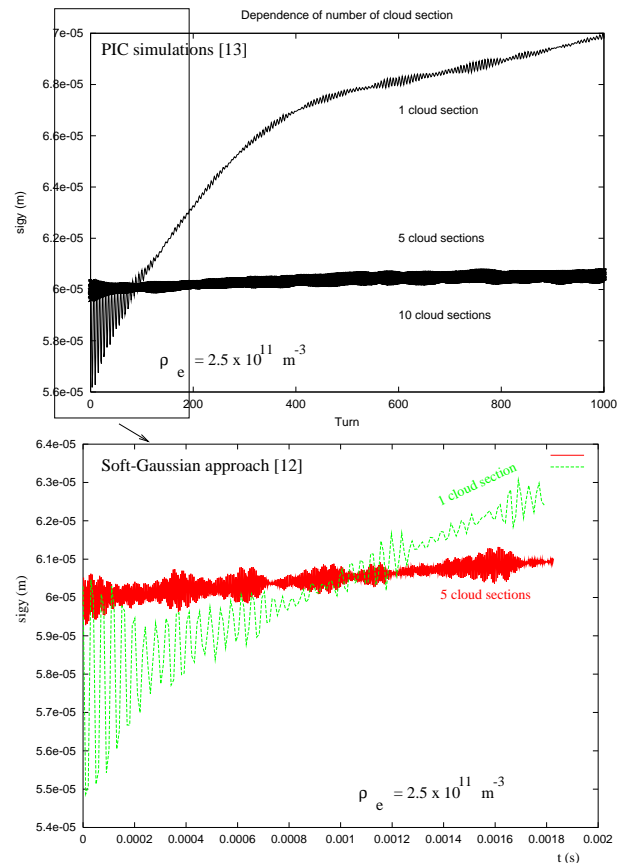 Dependence of number of cloud section
7e-05
PIC simulations [13]
6.8e-05
1 cloud section
6.6e-05
sigy (m)
6.4e-05
6.2e-05
5 cloud sections
6e-05
10 cloud sections
5.8e-05
ρ e = 2.5 x 10^11 m^-3
5.6e-05
0 200 400 600 800 1000
Turn
6.4e-05
Soft-Gaussian approach [12]
1 cloud section
6.3e-05
6.2e-05
6.1e-05
sigy (m)
6e-05
5 cloud sections
5.9e-05
5.8e-05
5.7e-05
5.6e-05
5.5e-05
ρ e = 2.5 x 10^11 m^-3
5.4e-05
0 0.0002 0.0004 0.0006 0.0008 0.001 0.0012 0.0014 0.0016 0.0018 0.002
t (s)